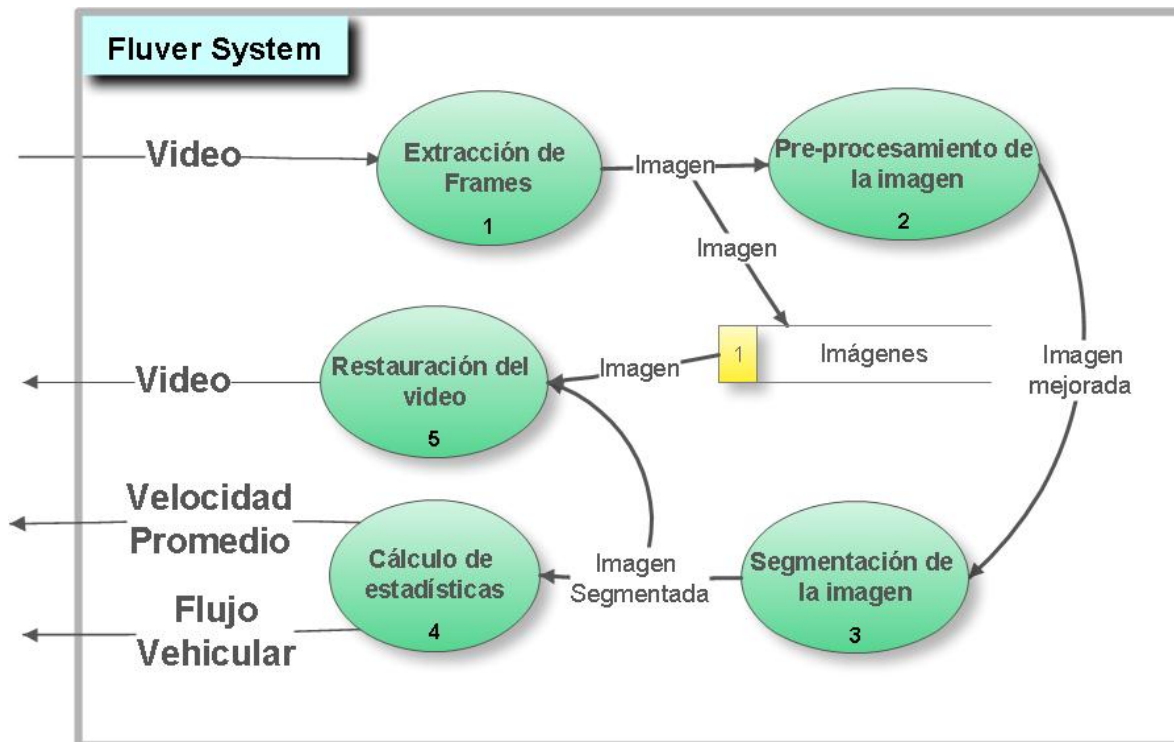 Fluver System
Video
Extracción de
Frames
1
Imagen
Pre-procesamiento de
la imagen
2
Imagen
Restauración del
video
5
Video
Imagen
1
Imágenes
Imagen
mejorada
Velocidad
Promedio
Flujo
Vehicular
Cálculo de
estadísticas
4
Imagen
Segmentada
Segmentación de
la imagen
3